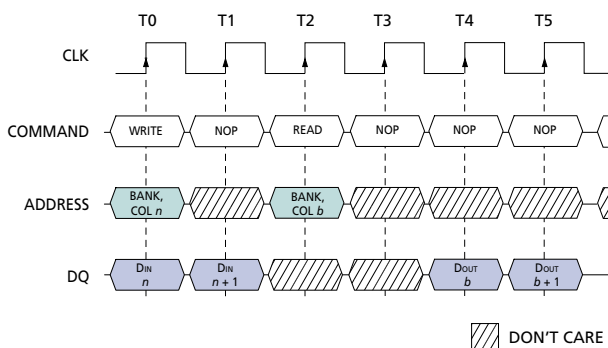 T0 T1 T2 T3 T4 T5
CLK
COMMAND WRITE NOP READ NOP NOP NOP
ADDRESS BANK, COL n BANK, COL b
DQ DIN n DIN n + 1 DOUT b DOUT b + 1
DON'T CARE